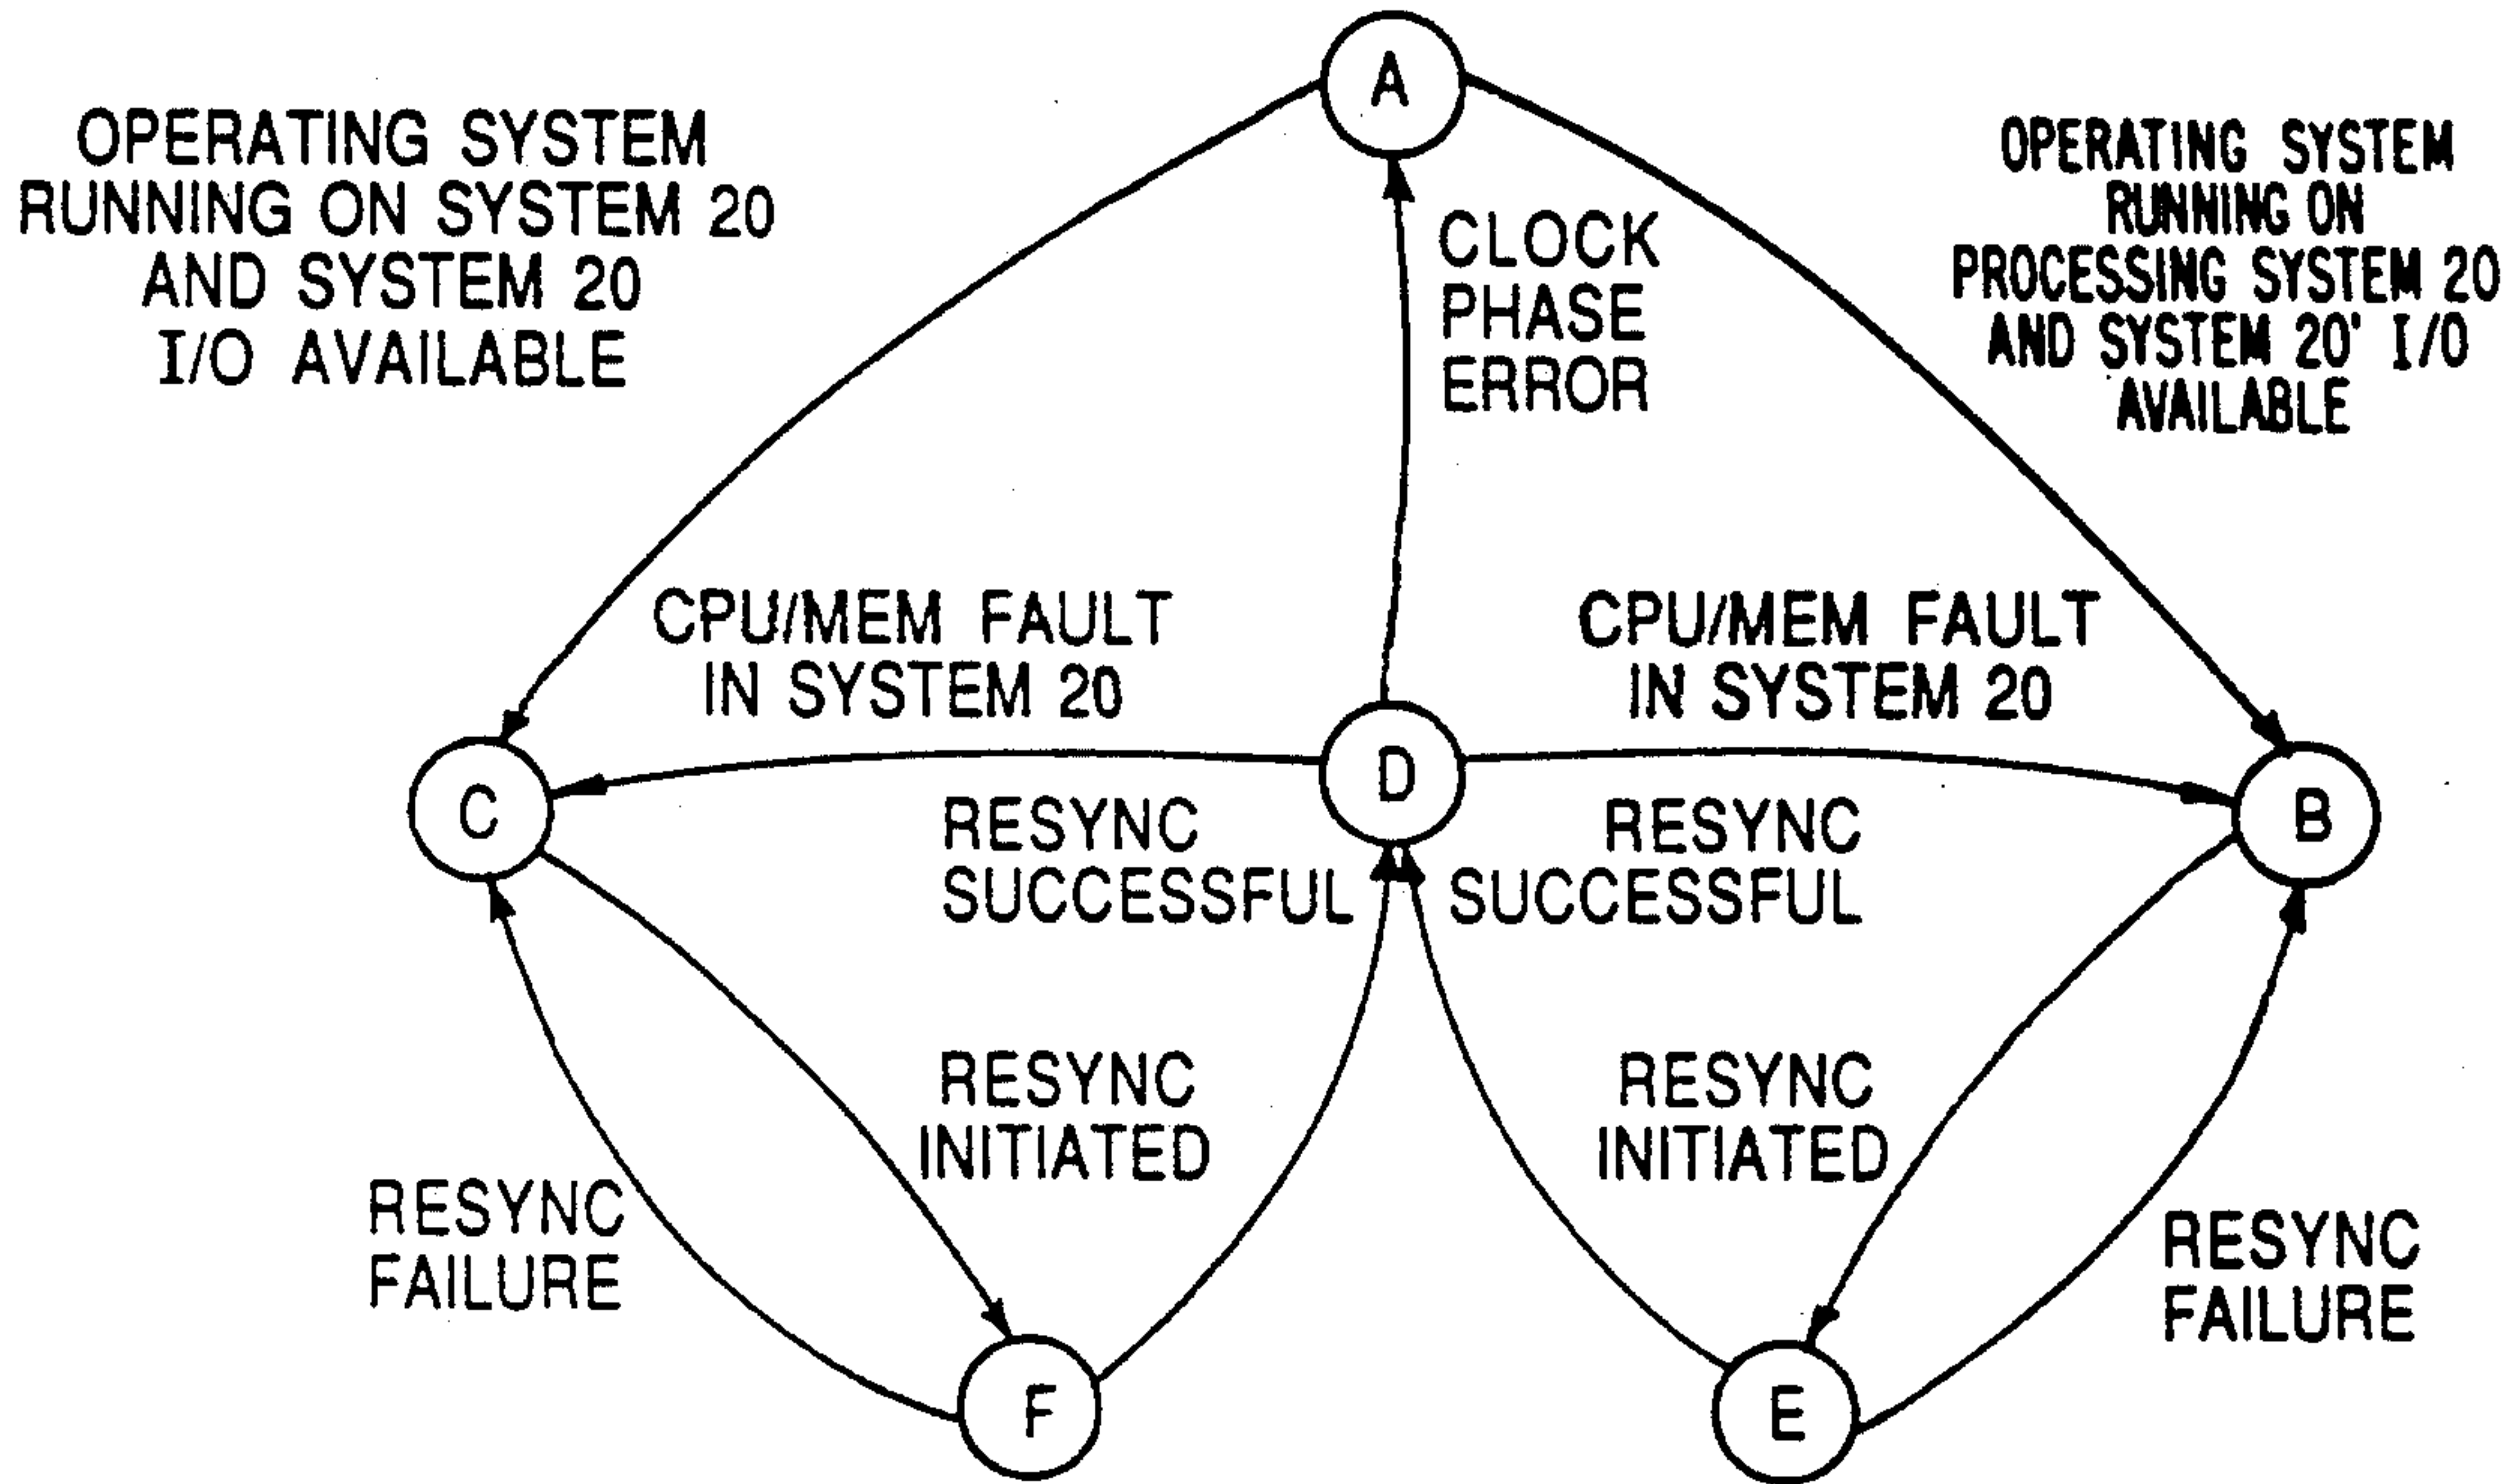 A
OPERATING SYSTEM
RUNNING ON SYSTEM 20
AND SYSTEM 20
I/O AVAILABLE
CLOCK
PHASE
ERROR
OPERATING SYSTEM
RUNNING ON
PROCESSING SYSTEM 20
AND SYSTEM 20' I/O
AVAILABLE
CPU/MEM FAULT
IN SYSTEM 20
CPU/MEM FAULT
IN SYSTEM 20
C
D
B
RESYNC
SUCCESSFUL
RESYNC
SUCCESSFUL
RESYNC
INITIATED
RESYNC
INITIATED
RESYNC
FAILURE
RESYNC
FAILURE
F
E